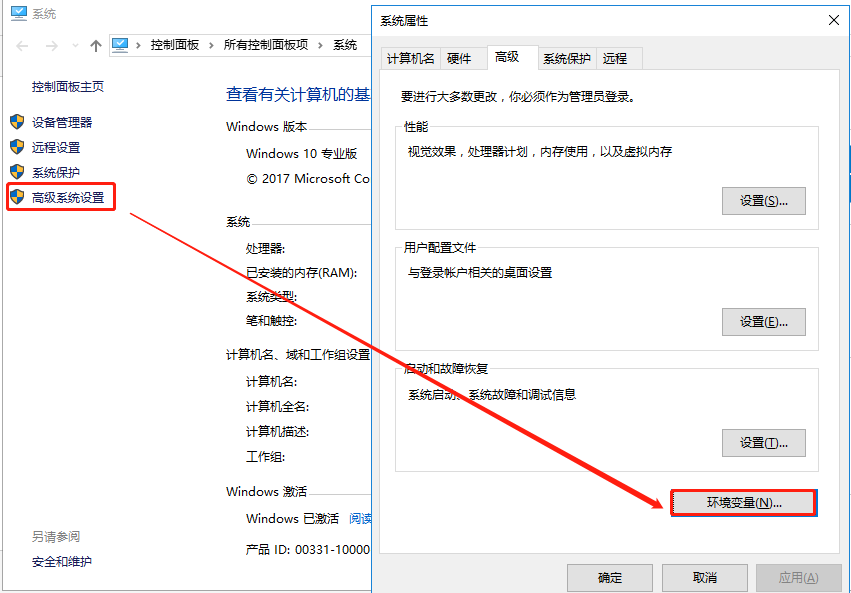 系统
控制面板 › 所有控制面板项 › 系统
控制面板主页
设备管理器
远程设置
系统保护
高级系统设置
另请参阅
安全和维护
查看有关计算机的基
Windows 版本
Windows 10 专业版
© 2017 Microsoft Co
系统
处理器:
已安装的内存(RAM):
系统类型:
笔和触控:
计算机名、域和工作组设置
计算机名:
计算机全名:
计算机描述:
工作组:
Windows 激活
Windows 已激活 阅读
产品 ID: 00331-10000
系统属性
计算机名 硬件 高级 系统保护 远程
要进行大多数更改，你必须作为管理员登录。
性能
视觉效果，处理器计划，内存使用，以及虚拟内存
设置(S)...
用户配置文件
与登录帐户相关的桌面设置
设置(E)...
启动和故障恢复
系统启动、系统故障和调试信息
设置(T)...
环境变量(N)...
确定 取消 应用(A)